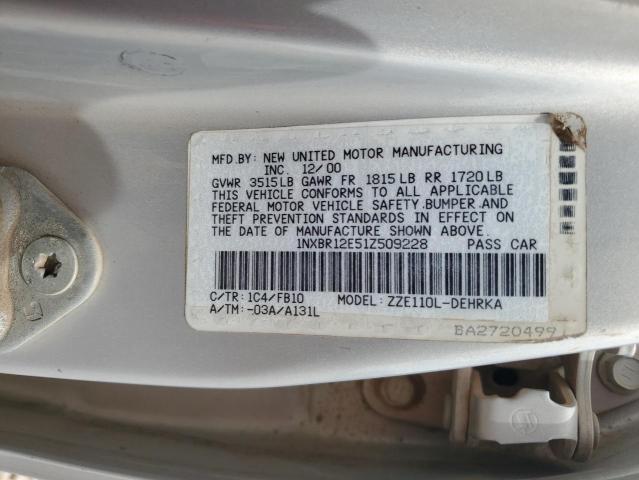 MFD.BY: NEW UNITED MOTOR MANUFACTURING
INC. 12/00
GVWR 3515LB GAWR FR 1815LB RR 1720LB
THIS VEHICLE CONFORMS TO ALL APPLICABLE
FEDERAL MOTOR VEHICLE SAFETY,BUMPER,AND
THEFT PREVENTION STANDARDS IN EFFECT ON
THE DATE OF MANUFACTURE SHOWN ABOVE.
1NXBR12E51Z509228 PASS CAR
C/TR: 1C4/FB10 MODEL: ZZE110L-DEHRKA
A/TM: -03A/A131L
BA2720499